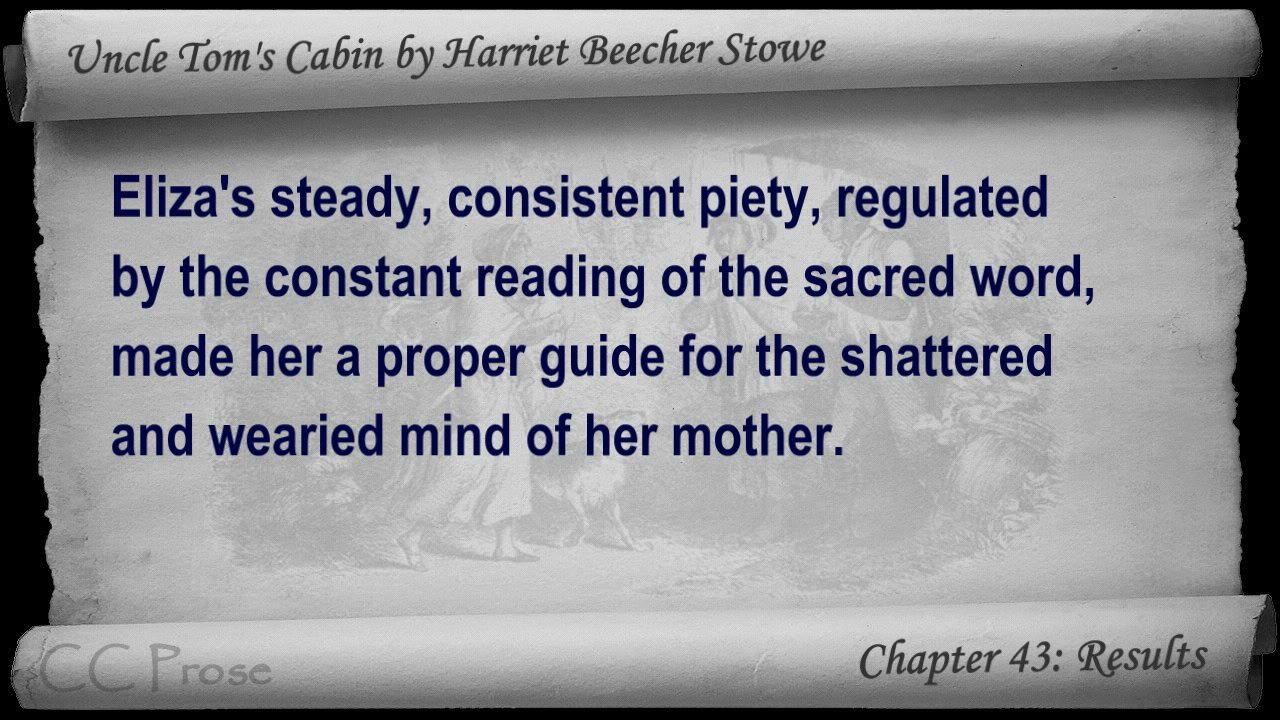 Uncle Tom's Cabin by Harriet Beecher Stowe
Eliza's steady, consistent piety, regulated
by the constant reading of the sacred word,
made her a proper guide for the shattered
and wearied mind of her mother.
CC Prose
Chapter 43: Results